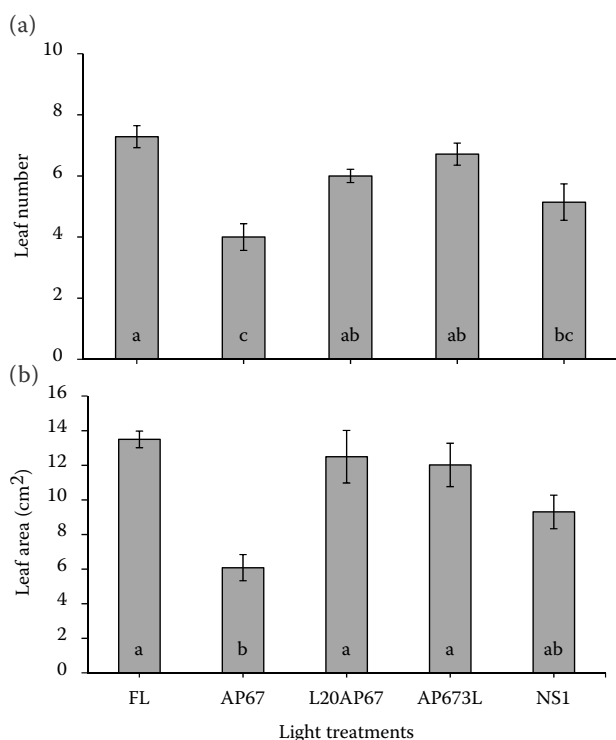 (a)
10
8
6
4
2
0
Leaf number
a c ab ab bc
(b)
16
14
12
10
8
6
4
2
0
Leaf area (cm²)
a b a a ab
FL AP67 L20AP67 AP673L NS1
Light treatments